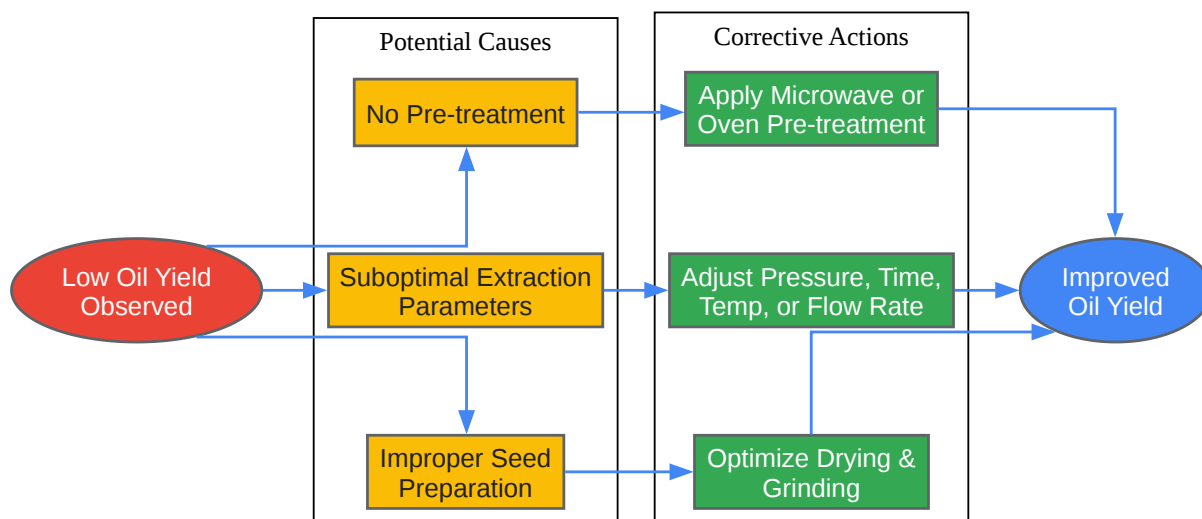 Potential Causes
Corrective Actions
No Pre-treatment
Apply Microwave or
Oven Pre-treatment
Low Oil Yield
Observed
Suboptimal Extraction
Parameters
Adjust Pressure, Time,
Temp, or Flow Rate
Improved
Oil Yield
Improper Seed
Preparation
Optimize Drying &
Grinding